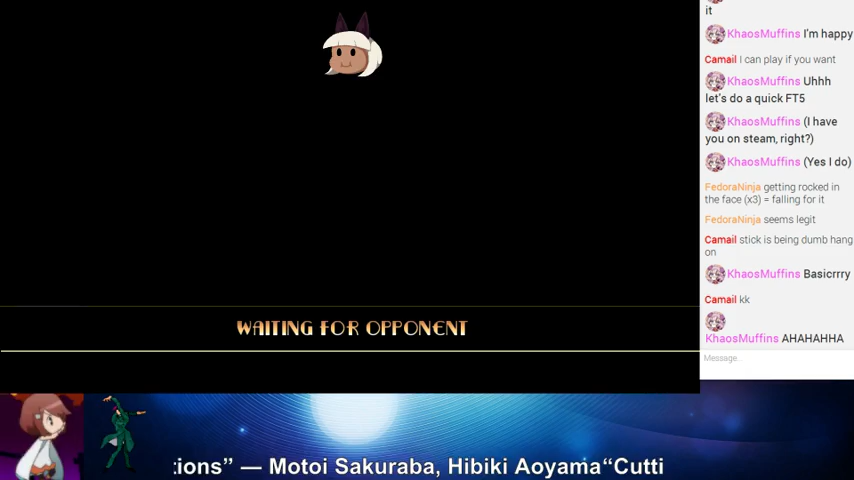 it
KhaosMuffins I'm happy
Camail I can play if you want
KhaosMuffins Uhhh
let's do a quick FT5
KhaosMuffins (I have
you on steam, right?)
KhaosMuffins (Yes I do)
FedoraNinja getting rocked in
the face (x3) = falling for it
FedoraNinja seems legit
Camail stick is being dumb hang
on
KhaosMuffins Basicrrry
Camail kk
KhaosMuffins AHAHAHHA
Message..
WAITING FOR OPPONENT
tions” — Motoi Sakuraba, Hibiki Aoyama“Cutti